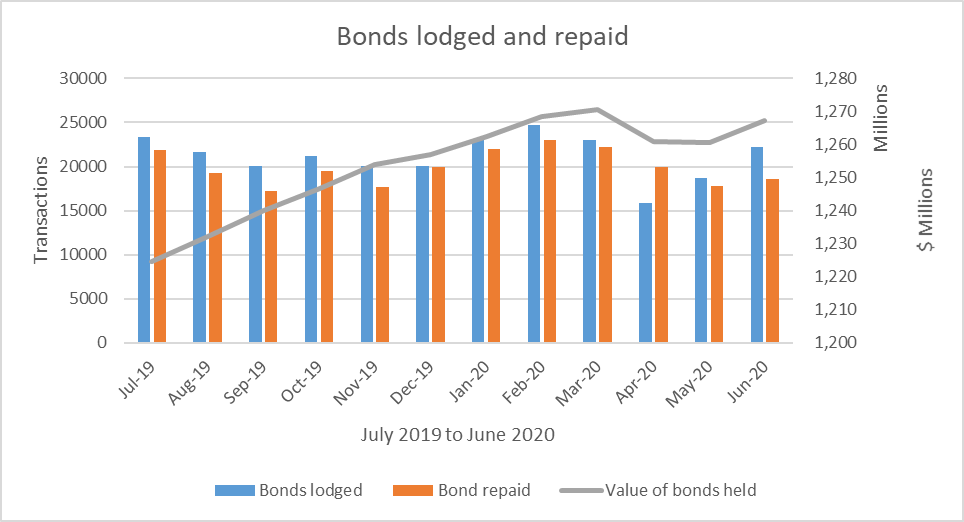 Bonds lodged and repaid
30000
25000
20000
15000
10000
5000
0
Transactions
1,280
1,270
1,260
1,250
1,240
1,230
1,220
1,210
1,200
Millions
$ Millions
Jul-19
Aug-19
Sep-19
Oct-19
Nov-19
Dec-19
Jan-20
Feb-20
Mar-20
Apr-20
May-20
Jun-20
July 2019 to June 2020
Bonds lodged
Bond repaid
Value of bonds held